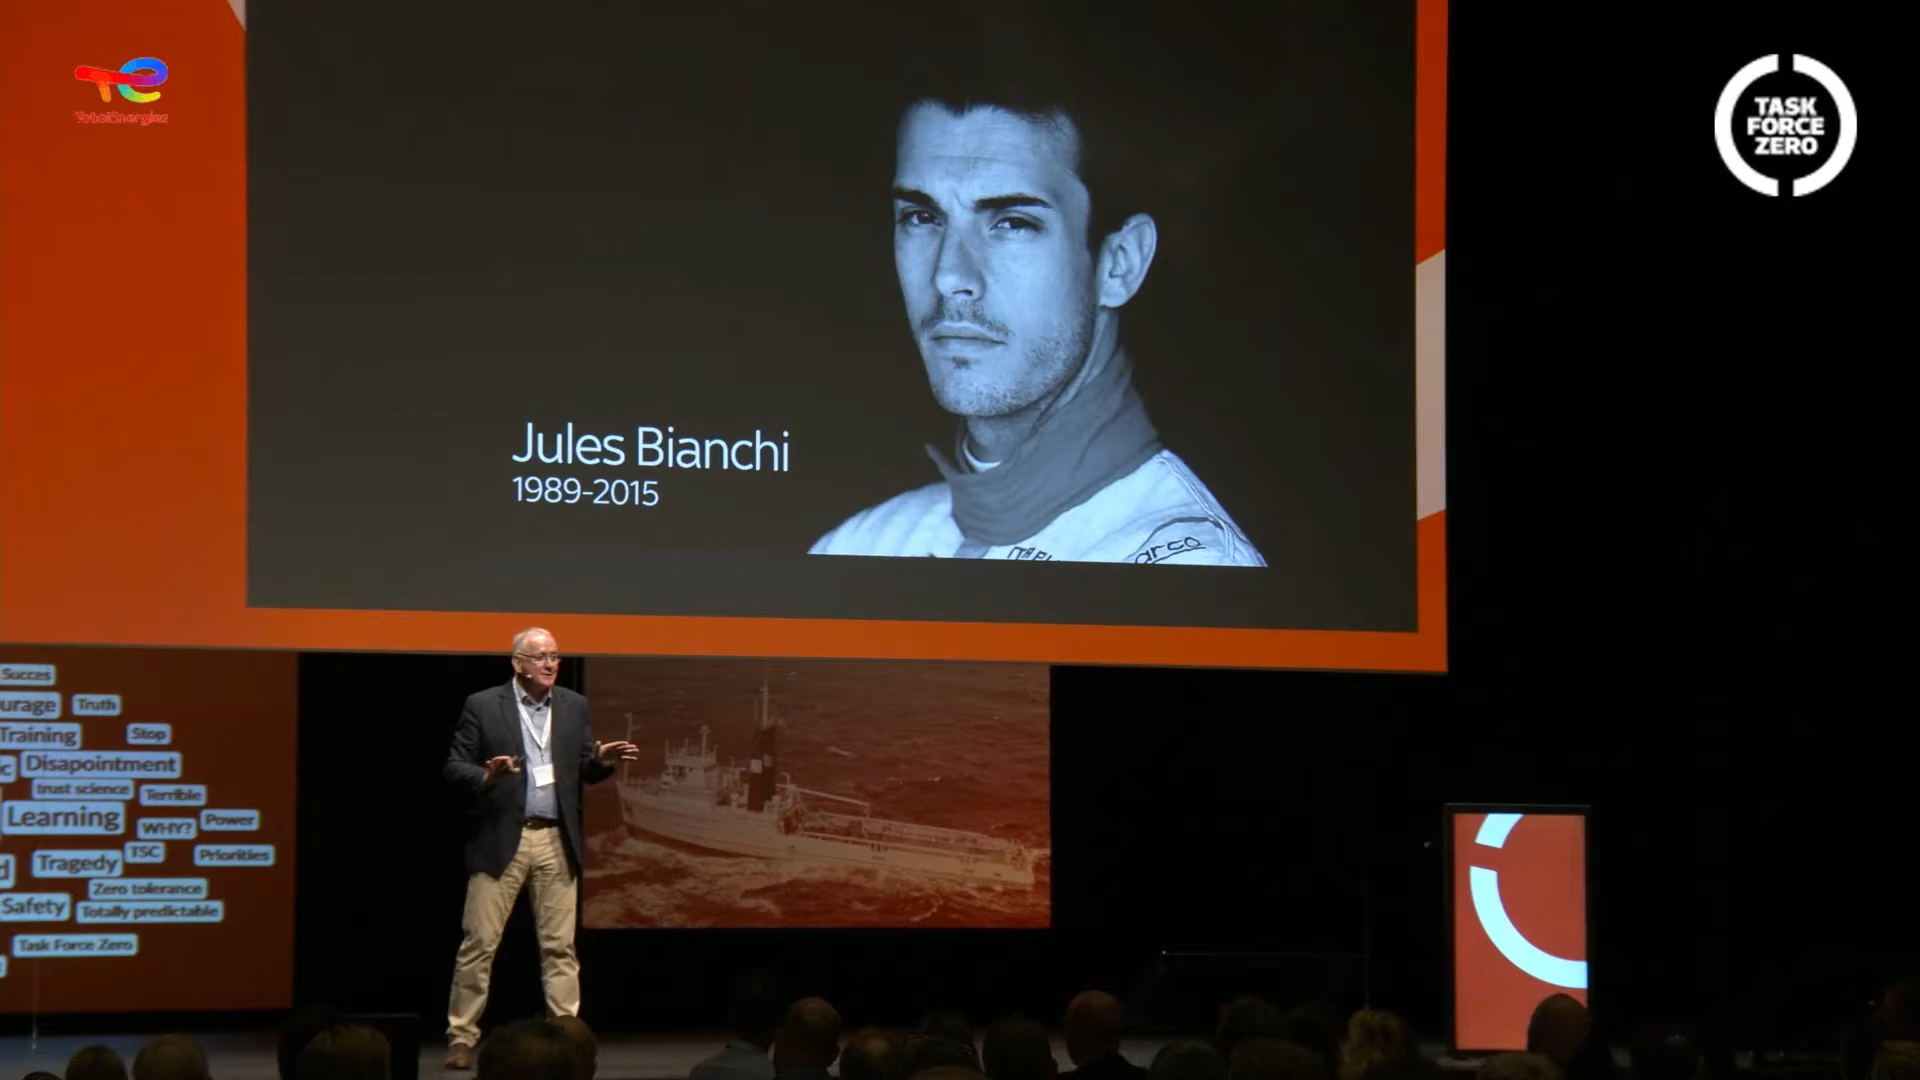 TotalEnergies
TASK
FORCE
ZERO
Jules Bianchi
1989-2015
arco
Succes
urage
Truth
Training
Stop
c
Disapointment
trust science
Terrible
Learning
WHY?
Power
TSC
Priorities
d
Tragedy
Zero tolerance
Safety
Totally predictable
Task Force Zero